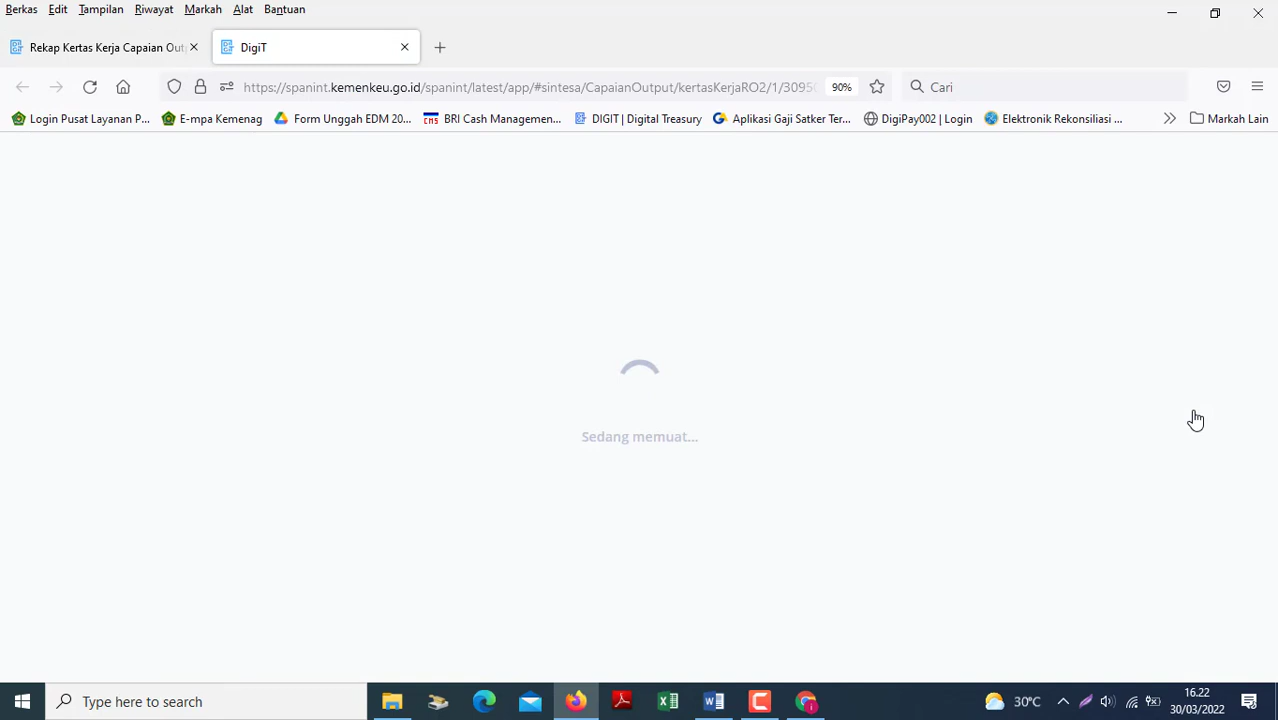 Berkas Edit Tampilan Riwayat Markah Alat Bantuan
Rekap Kertas Kerja Capaian Out DigiT
https://spanint.kemenkeu.go.id/spanint/latest/app/#sintesa/CapaianOutput/kertasKerjaRO2/1/3095 90% Cari
Login Pusat Layanan P... E-mpa Kemenag Form Unggah EDM 20... BRI Cash Managemen... DIGIT | Digital Treasury Aplikasi Gaji Satker Ter... DigiPay002 | Login Elektronik Rekonsiliasi ... Markah Lain
Sedang memuat...
Type here to search 30°C 16.22
30/03/2022